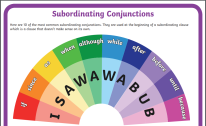 Subordinating Conjunctions
Here are 10 of the most common subordinating conjunctions. They are used at the beginning of a subordinating clause
which is a clause that doesn't make sense on its own.
if
since
as
when
although
while
after
before
until
because
I
S
A
W
A
W
A
B
U
B